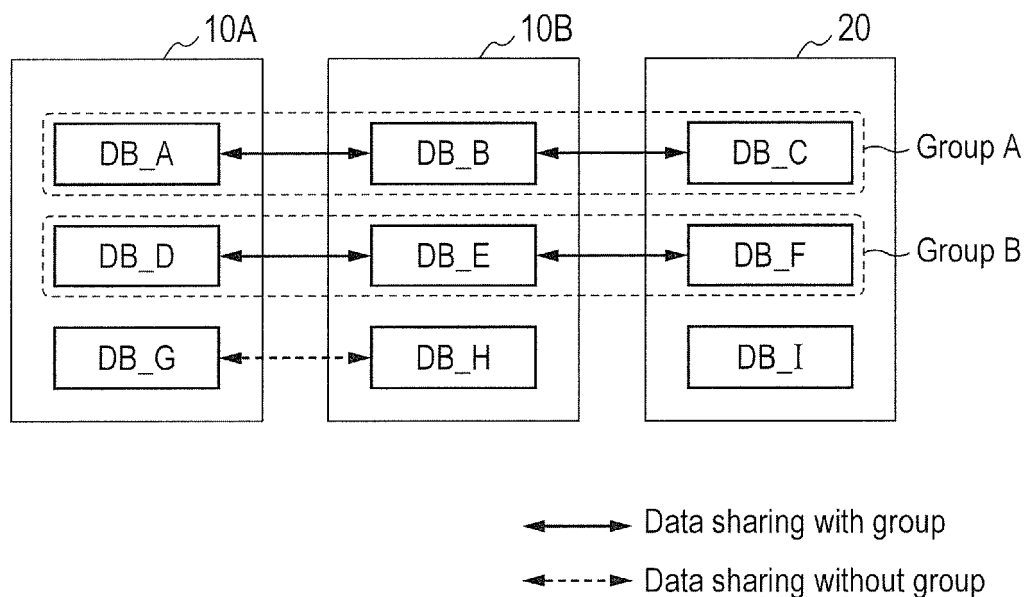 10A
10B
20
DB_A
DB_B
DB_C
Group A
DB_D
DB_E
DB_F
Group B
DB_G
DB_H
DB_I
Data sharing with group
Data sharing without group